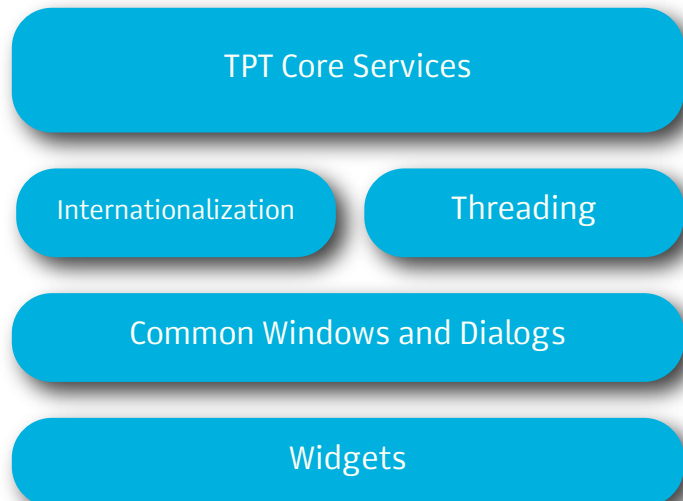 TPT Core Services
Internationalization
Threading
Common Windows and Dialogs
Widgets